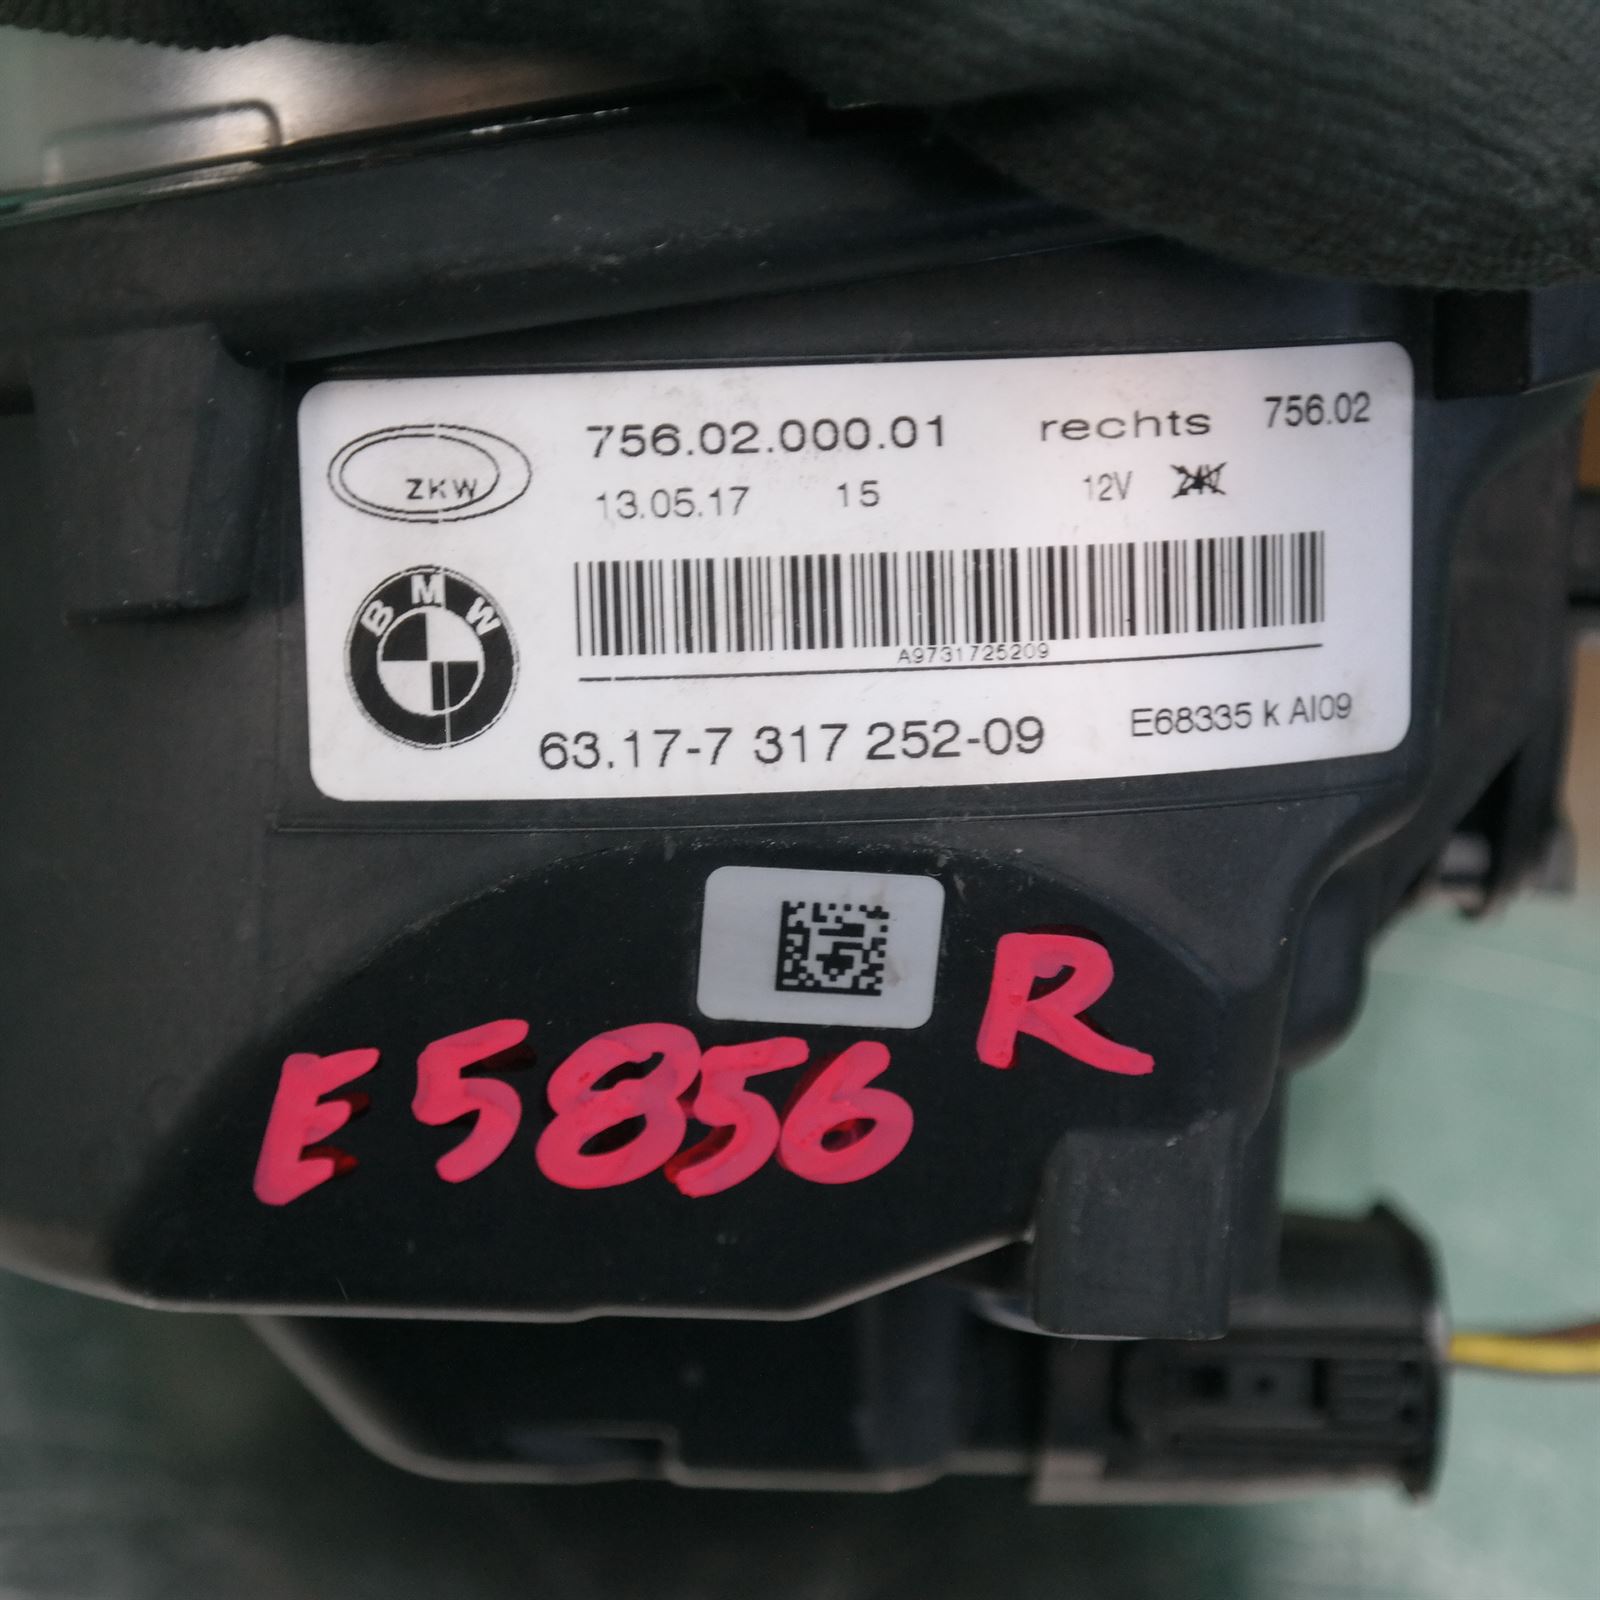 756.02.000.01 rechts 756.02
ZKW
13.05.17 15 12V 24V
BMW
A9731725209
63.17-7 317 252-09 E68335 K AI09
R
E5856